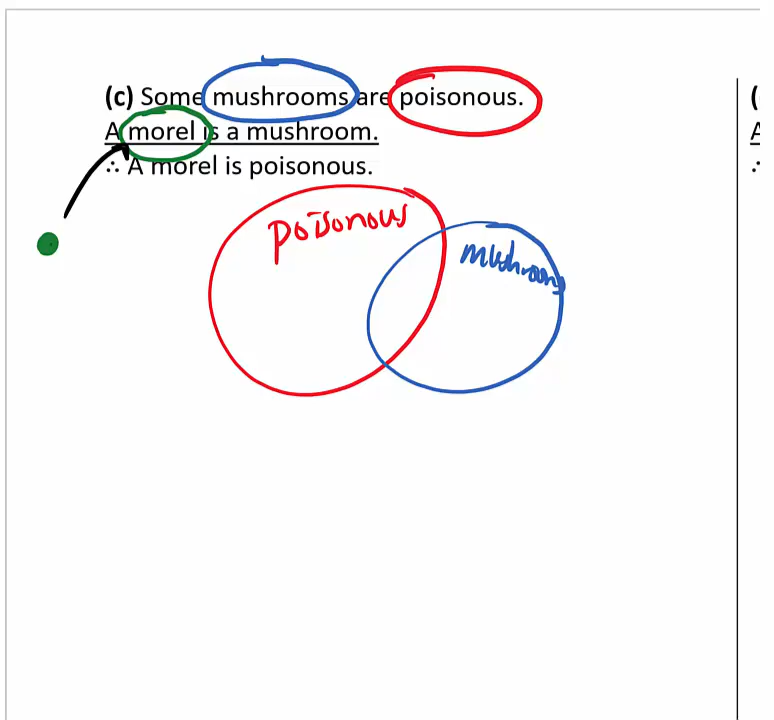 (c) Some mushrooms are poisonous.
A morel is a mushroom.
∴ A morel is poisonous.
poisonous
mushrooms
(
A
∴